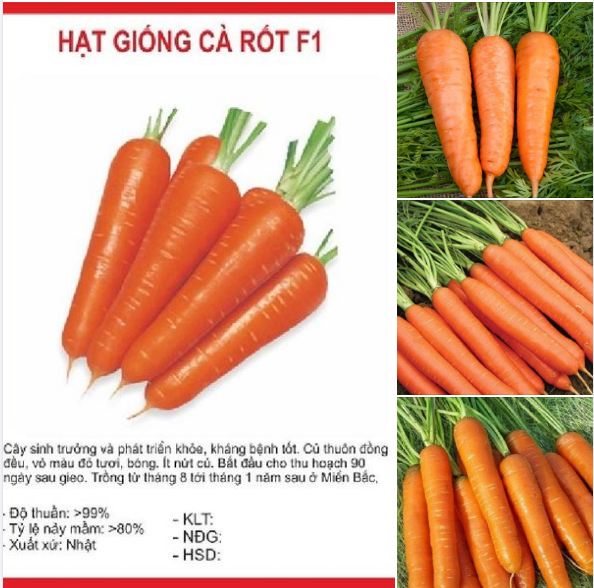 HẠT GIỐNG CÀ RỐT F1
Cây sinh trưởng và phát triển khỏe, kháng bệnh tốt. Củ thuôn đồng
đều, vỏ màu đỏ tươi, bóng. Ít nứt củ. Bắt đầu cho thu hoạch 90
ngày sau gieo. Trồng từ tháng 8 tới tháng 1 năm sau ở Miền Bắc,
- Độ thuần: >99%
- Tỷ lệ nảy mầm: >80%
- Xuất xứ: Nhật
- KLT:
- NĐG:
- HSD: